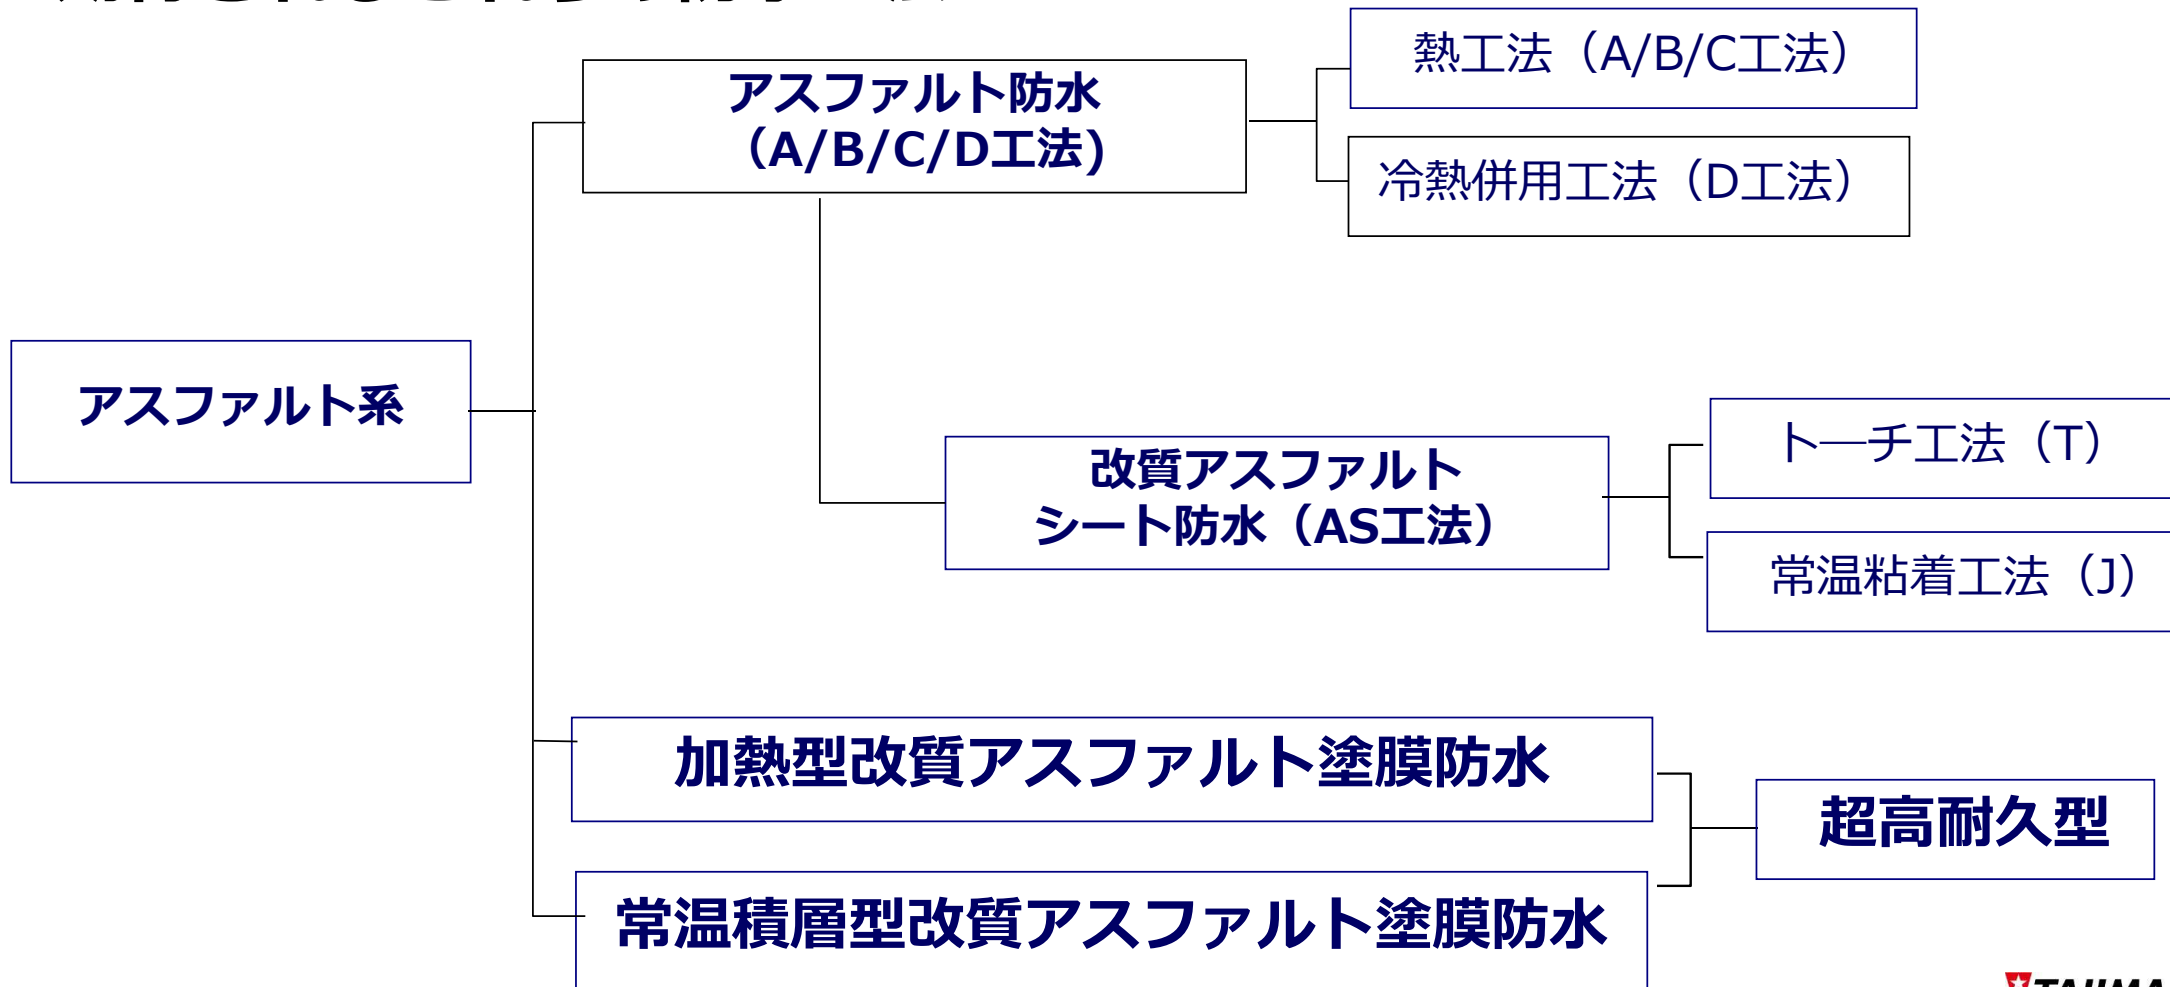 熱工法（A/B/C工法）
アスファルト防水
（A/B/C/D工法)
冷熱併用工法（D工法）
アスファルト系
トーチ工法（T）
改質アスファルト
シート防水（AS工法）
常温粘着工法（J）
加熱型改質アスファルト塗膜防水
超高耐久型
常温積層型改質アスファルト塗膜防水
TAJIMA